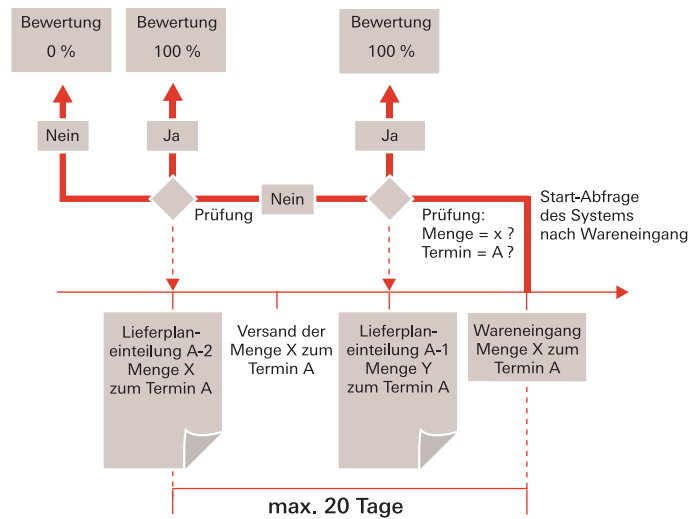 Bewertung
0 %
Bewertung
100 %
Bewertung
100 %
Nein
Ja
Ja
Prüfung
Nein
Prüfung:
Menge = x ?
Termin = A ?
Start-Abfrage
des Systems
nach Wareneingang
Lieferplan-
einteilung A-2
Menge X
zum Termin A
Versand der
Menge X zum
Termin A
Lieferplan-
einteilung A-1
Menge Y
zum Termin A
Wareneingang
Menge X zum
Termin A
max. 20 Tage